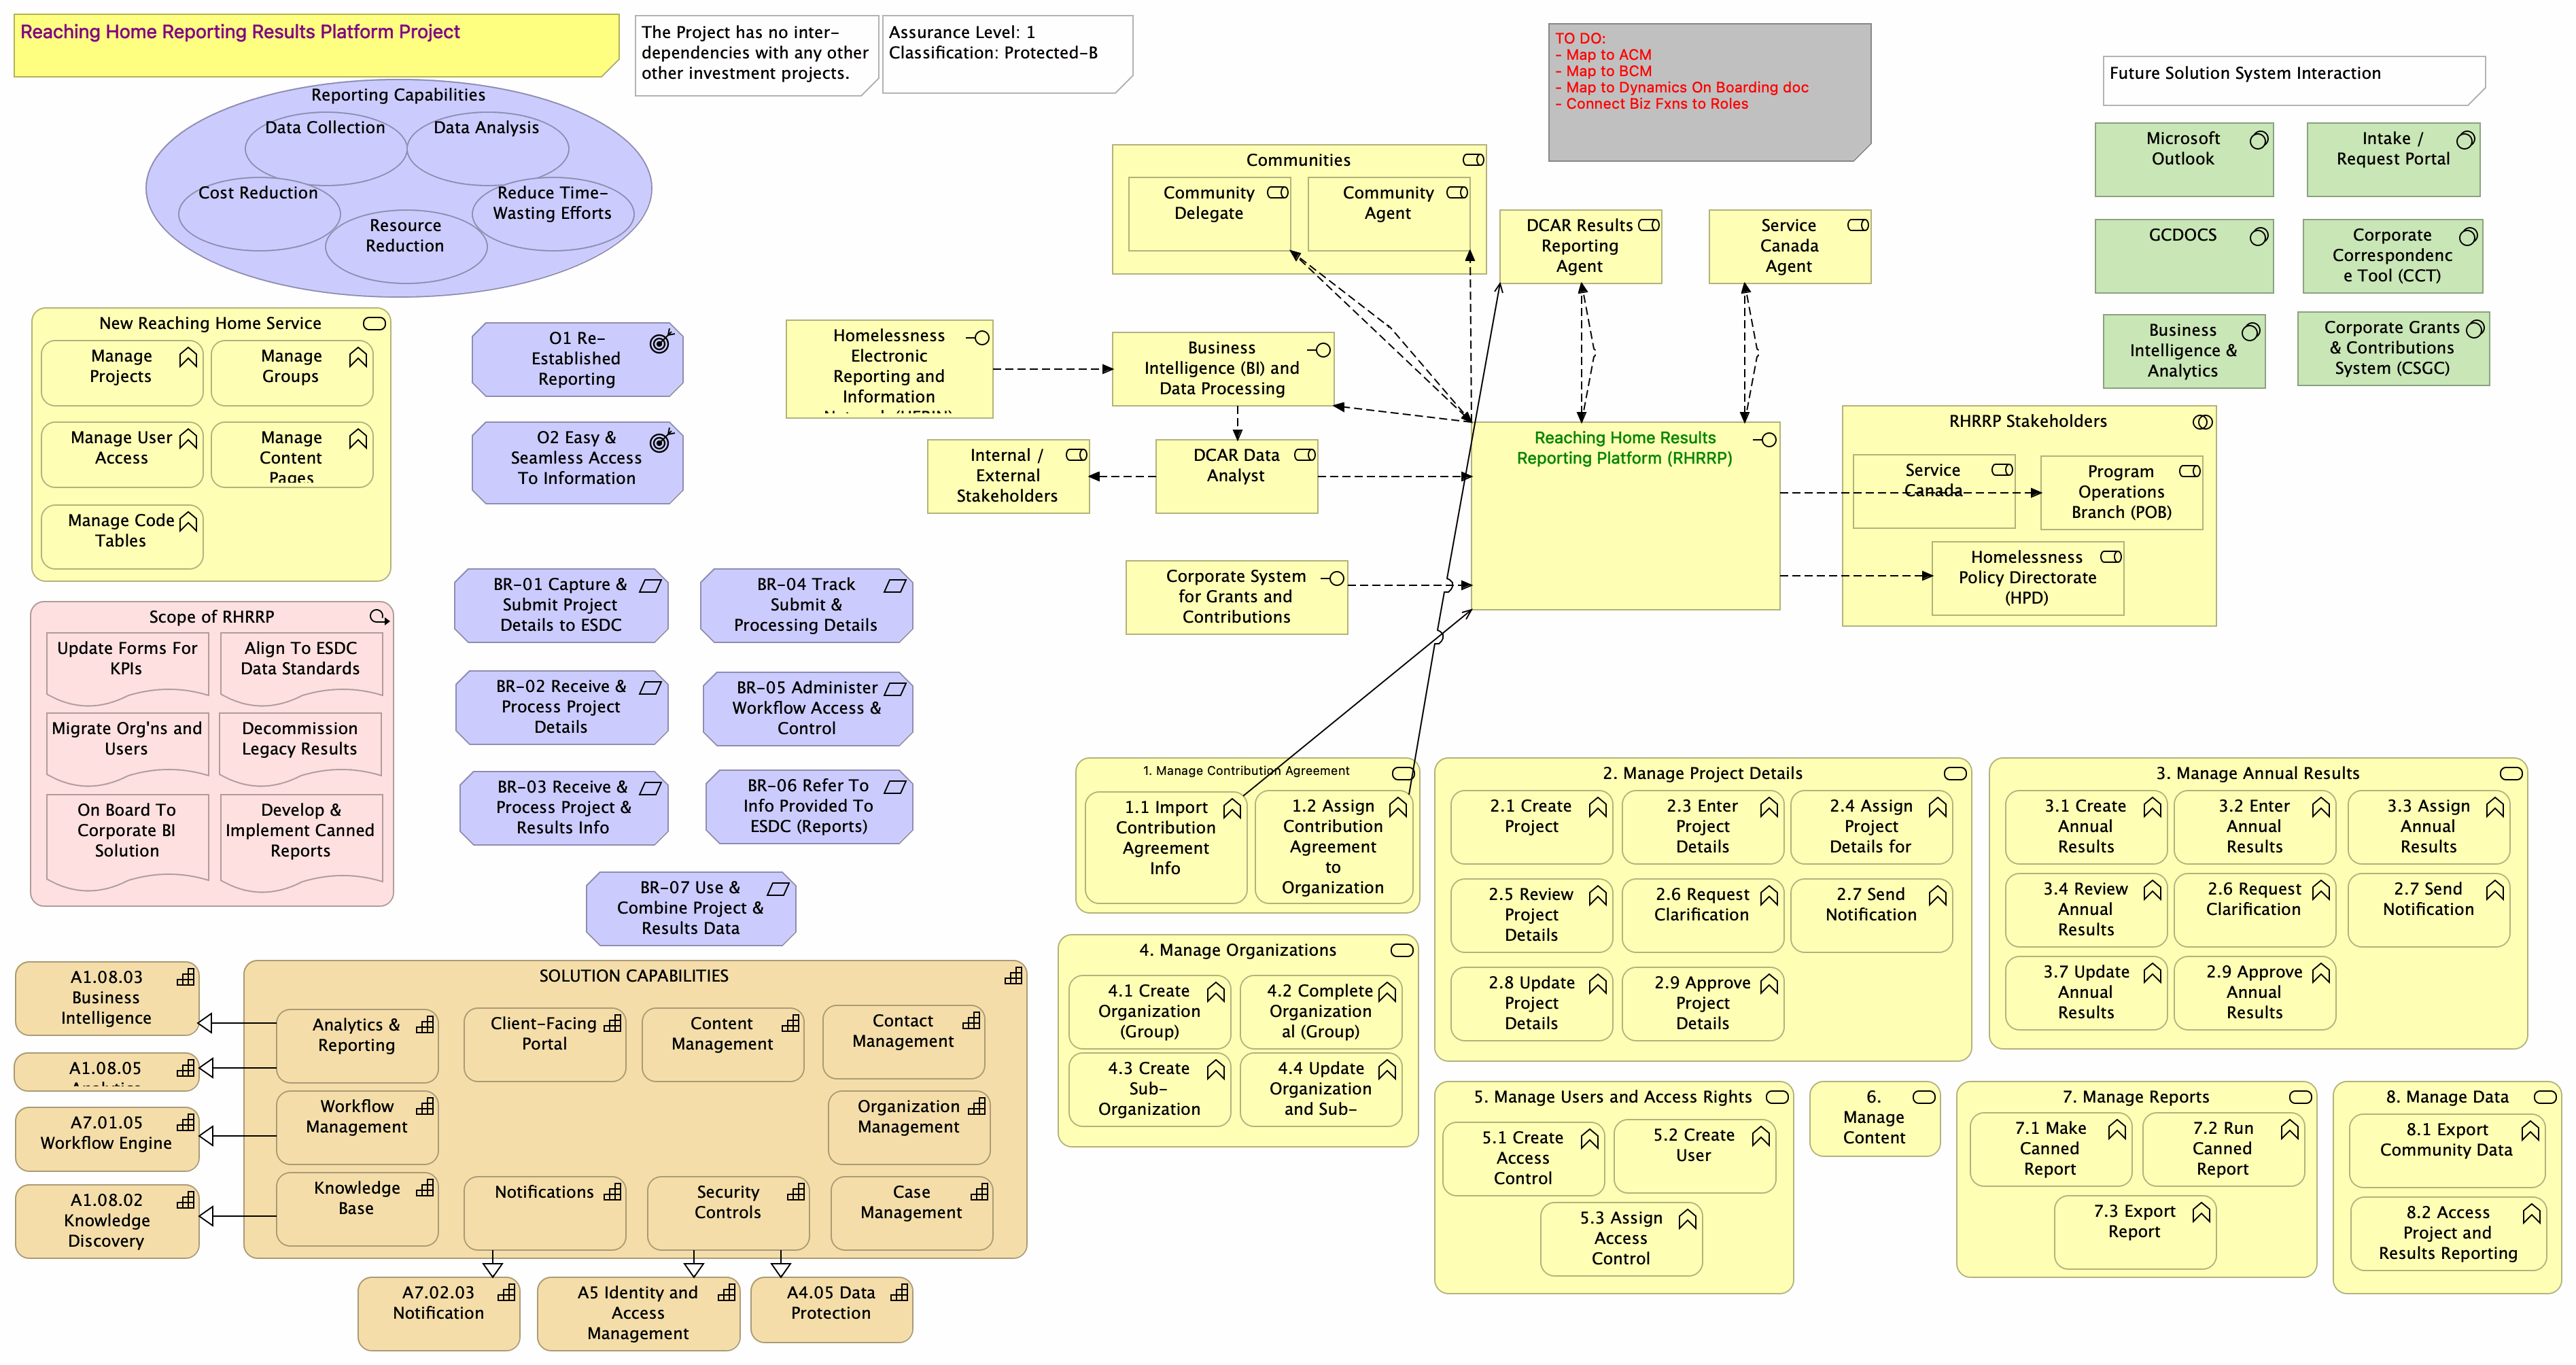 Reaching Home Reporting Results Platform Project
The Project has no inter-
dependencies with any other
other investment projects.
Assurance Level: 1
Classification: Protected-B
TO DO:
- Map to ACM
- Map to BCM
- Map to Dynamics On Boarding doc
- Connect Biz Fxns to Roles
Future Solution System Interaction
Reporting Capabilities
Data Collection
Data Analysis
Cost Reduction
Reduce Time-
Wasting Efforts
Resource
Reduction
Microsoft
Outlook
Intake /
Request Portal
GCDOCS
Corporate
Correspondenc
e Tool (CCT)
Business
Intelligence &
Analytics
Corporate Grants
& Contributions
System (CSGC)
Communities
Community
Delegate
Community
Agent
DCAR Results
Reporting
Agent
Service
Canada
Agent
New Reaching Home Service
Manage
Projects
Manage
Groups
Manage User
Access
Manage
Content
Pages
Manage Code
Tables
O1 Re-
Established
Reporting
O2 Easy &
Seamless Access
To Information
Homelessness
Electronic
Reporting and
Information
Business
Intelligence (BI) and
Data Processing
Internal /
External
Stakeholders
DCAR Data
Analyst
Reaching Home Results
Reporting Platform (RHRRP)
RHRRP Stakeholders
Service
Canada
Program
Operations
Branch (POB)
Homelessness
Policy Directorate
(HPD)
Corporate System
for Grants and
Contributions
Scope of RHRRP
Update Forms For
KPIs
Align To ESDC
Data Standards
Migrate Org'ns and
Users
Decommission
Legacy Results
On Board To
Corporate BI
Solution
Develop &
Implement Canned
Reports
BR-01 Capture &
Submit Project
Details to ESDC
BR-04 Track
Submit &
Processing Details
BR-02 Receive &
Process Project
Details
BR-05 Administer
Workflow Access &
Control
BR-03 Receive &
Process Project &
Results Info
BR-06 Refer To
Info Provided To
ESDC (Reports)
BR-07 Use &
Combine Project &
Results Data
1. Manage Contribution Agreement
1.1 Import
Contribution
Agreement
Info
1.2 Assign
Contribution
Agreement
to
Organization
2. Manage Project Details
2.1 Create
Project
2.3 Enter
Project
Details
2.4 Assign
Project
Details for
2.5 Review
Project
Details
2.6 Request
Clarification
2.7 Send
Notification
2.8 Update
Project
Details
2.9 Approve
Project
Details
3. Manage Annual Results
3.1 Create
Annual
Results
3.2 Enter
Annual
Results
3.3 Assign
Annual
Results
3.4 Review
Annual
Results
2.6 Request
Clarification
2.7 Send
Notification
3.7 Update
Annual
Results
2.9 Approve
Annual
Results
4. Manage Organizations
4.1 Create
Organization
(Group)
4.2 Complete
Organization
al (Group)
4.3 Create
Sub-
Organization
4.4 Update
Organization
and Sub-
5. Manage Users and Access Rights
5.1 Create
Access
Control
5.2 Create
User
5.3 Assign
Access
Control
6.
Manage
Content
7. Manage Reports
7.1 Make
Canned
Report
7.2 Run
Canned
Report
7.3 Export
Report
8. Manage Data
8.1 Export
Community Data
8.2 Access
Project and
Results Reporting
SOLUTION CAPABILITIES
Analytics &
Reporting
Client-Facing
Portal
Content
Management
Contact
Management
Workflow
Management
Organization
Management
Knowledge
Base
Notifications
Security
Controls
Case
Management
A1.08.03
Business
Intelligence
A1.08.05
A7.01.05
Workflow Engine
A1.08.02
Knowledge
Discovery
A7.02.03
Notification
A5 Identity and
Access
Management
A4.05 Data
Protection